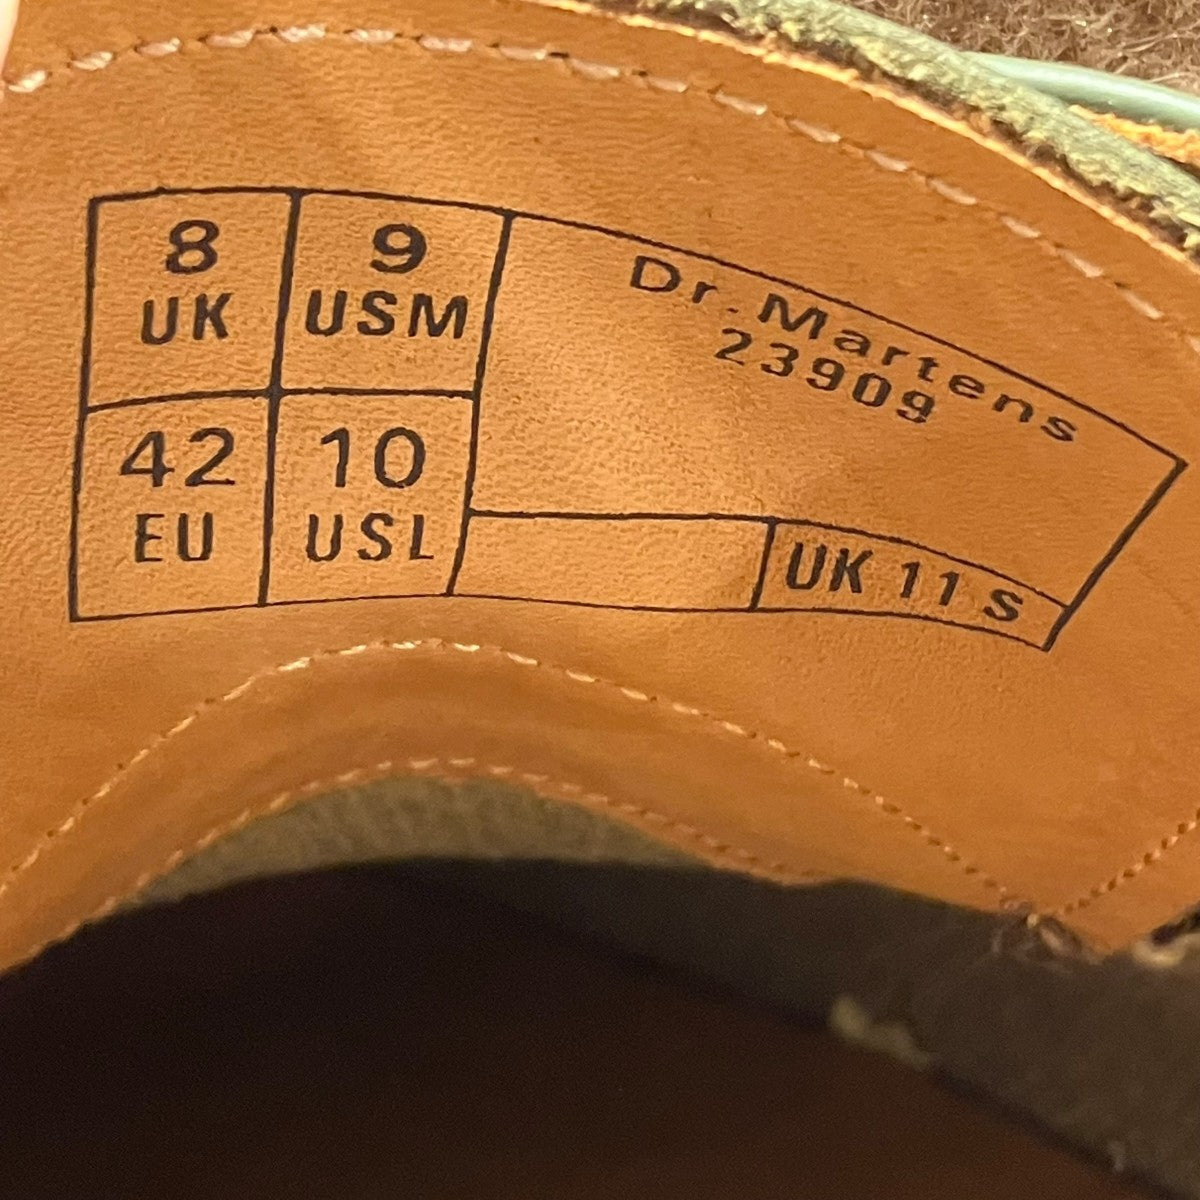 8
UK
9
USM
42
EU
10
USL
Dr. Martens
23909
UK 11 S